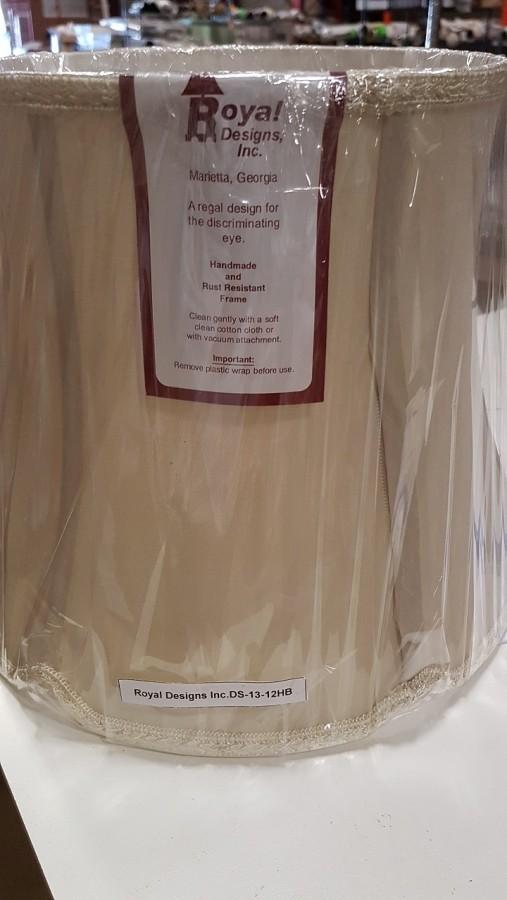 Royal
Designs,
Inc.
Marietta, Georgia
A regal design for
the discriminating
eye.
Handmade
and
Rust Resistant
Frame
Clean gently with a soft
clean cotton cloth or
with vacuum attachment.
Important:
Remove plastic wrap before use.
Royal Designs Inc.DS-13-12HB